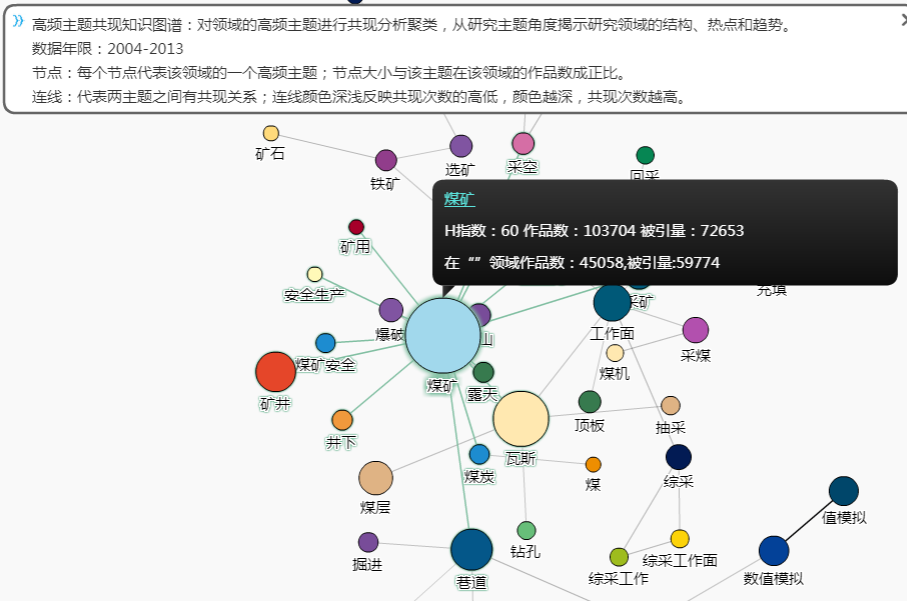 高频主题共现知识图谱：对领域的高频主题进行共现分析聚类，从研究主题角度揭示研究领域的结构、热点和趋势。
数据年限：2004-2013
节点：每个节点代表该领域的一个高频主题；节点大小与该主题在该领域的作品数成正比。
连线：代表两主题之间有共现关系；连线颜色深浅反映共现次数的高低，颜色越深，共现次数越高。
矿石
铁矿
选矿
采空
回采
煤矿
H指数：60 作品数：103704 被引量：72653
在“”领域作品数：45058,被引量:59774
矿用
安全生产
充填
采矿
爆破
山
工作面
采煤
煤矿安全
煤机
煤矿
露天
矿井
顶板
抽采
井下
瓦斯
煤炭
煤
综采
煤层
值模拟
钻孔
掘进
综采工作面
综采工作
数值模拟
巷道